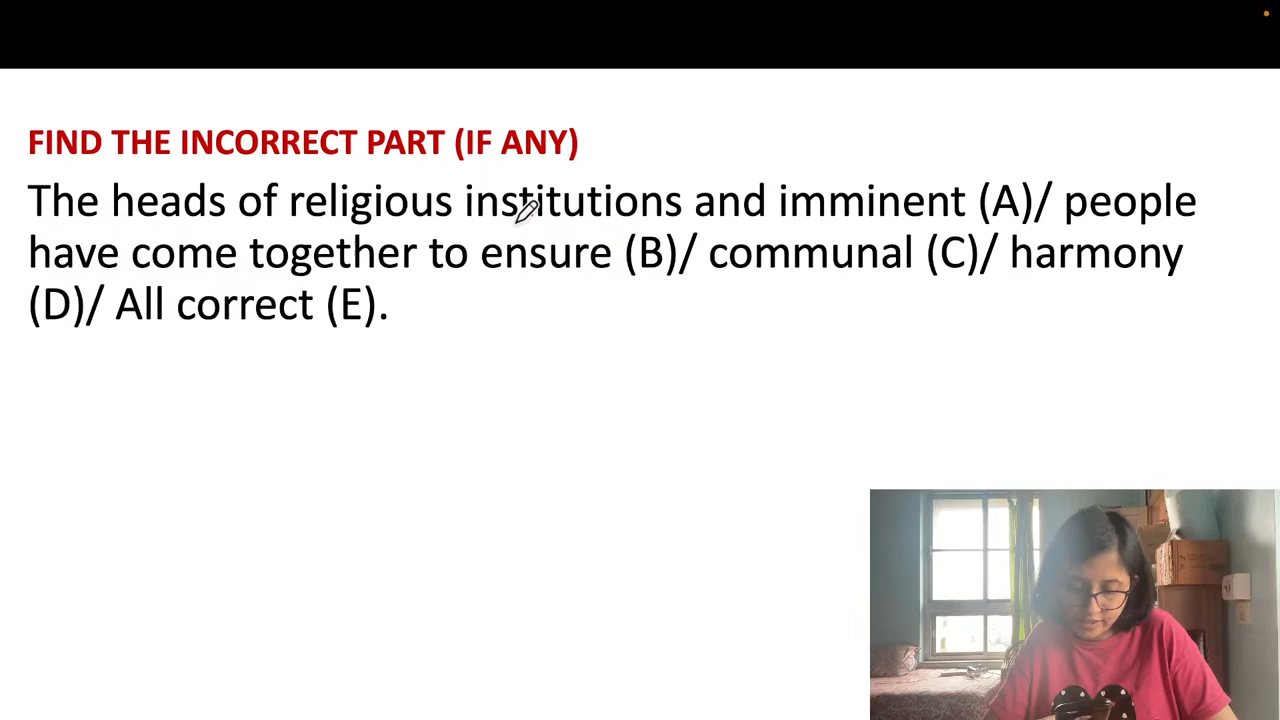 FIND THE INCORRECT PART (IF ANY)
The heads of religious institutions and imminent (A)/ people
have come together to ensure (B)/ communal (C)/ harmony
(D)/ All correct (E).